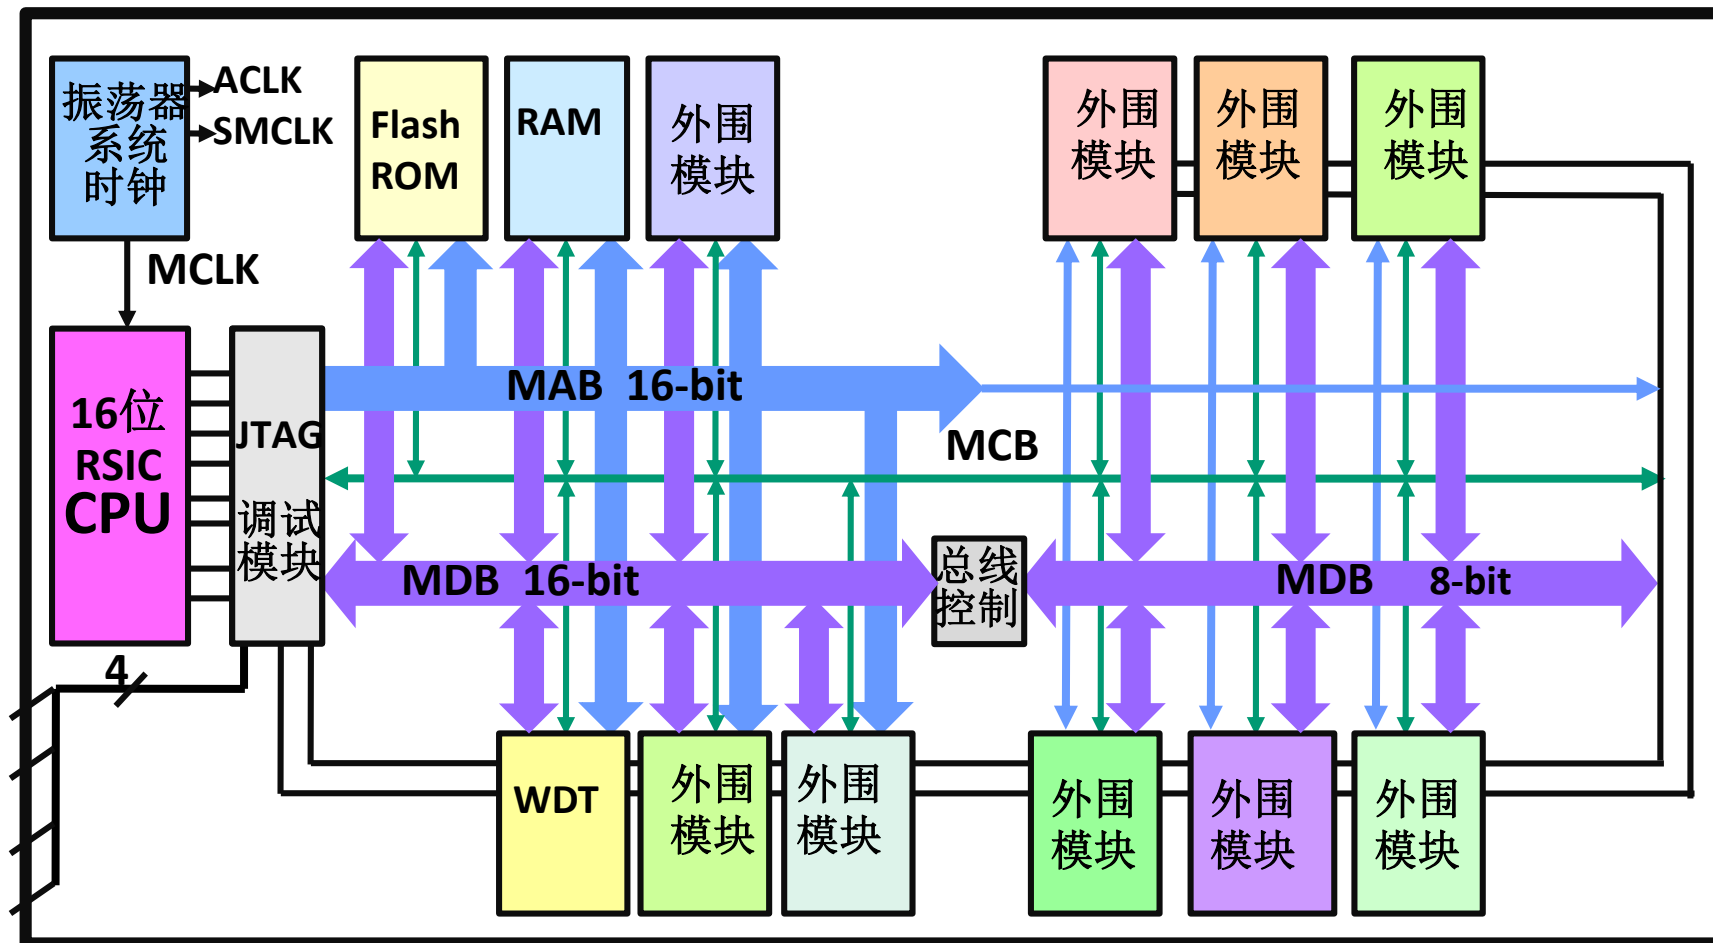 振荡器
系统
时钟
ACLK
SMCLK
Flash
ROM
RAM
外围
模块
外围
模块
外围
模块
外围
模块
MCLK
16位
RSIC
CPU
JTAG
调试
模块
MAB 16-bit
MCB
MDB 16-bit
总线
控制
MDB 8-bit
4
WDT
外围
模块
外围
模块
外围
模块
外围
模块
外围
模块